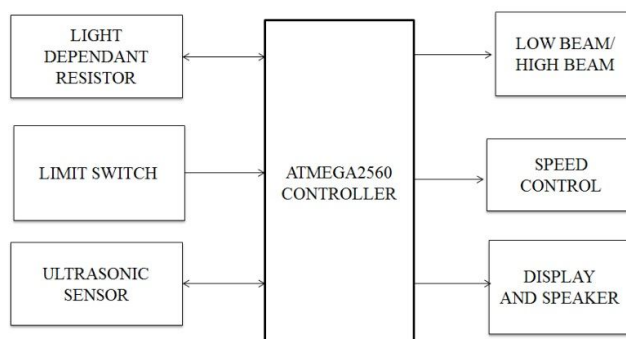 LIGHT
DEPENDANT
RESISTOR
LIMIT SWITCH
ULTRASONIC
SENSOR
ATMEGA2560
CONTROLLER
LOW BEAM/
HIGH BEAM
SPEED
CONTROL
DISPLAY
AND SPEAKER